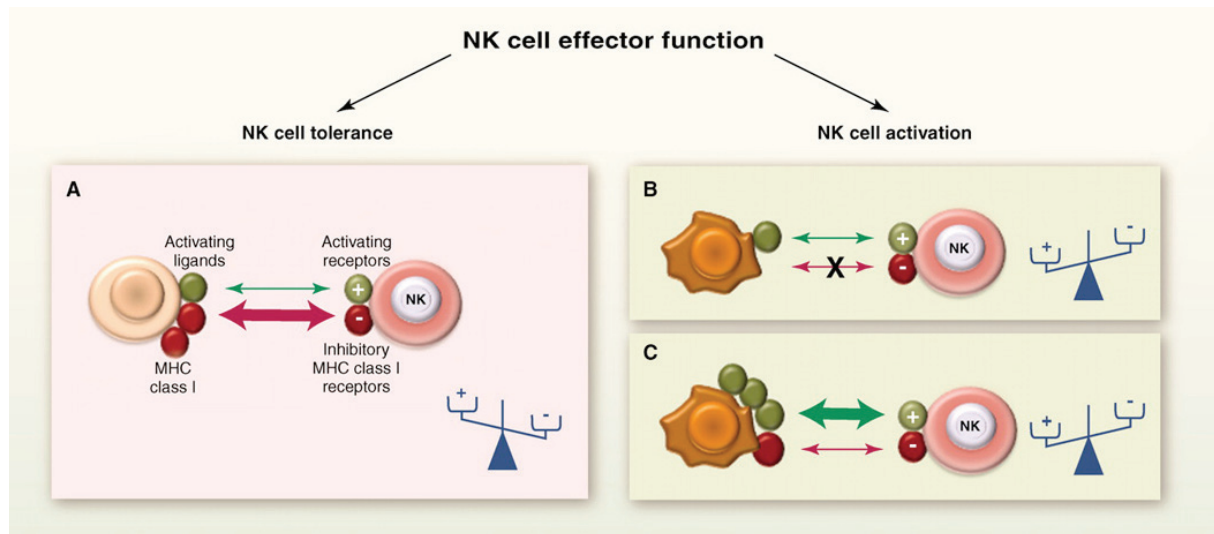 NK cell effector function
NK cell tolerance
NK cell activation
A
Activating
ligands
Activating
receptors
+
-
NK
MHC
class I
Inhibitory
MHC class I
receptors
+
-
B
+
-
X
NK
+
-
C
+
-
NK
+
-